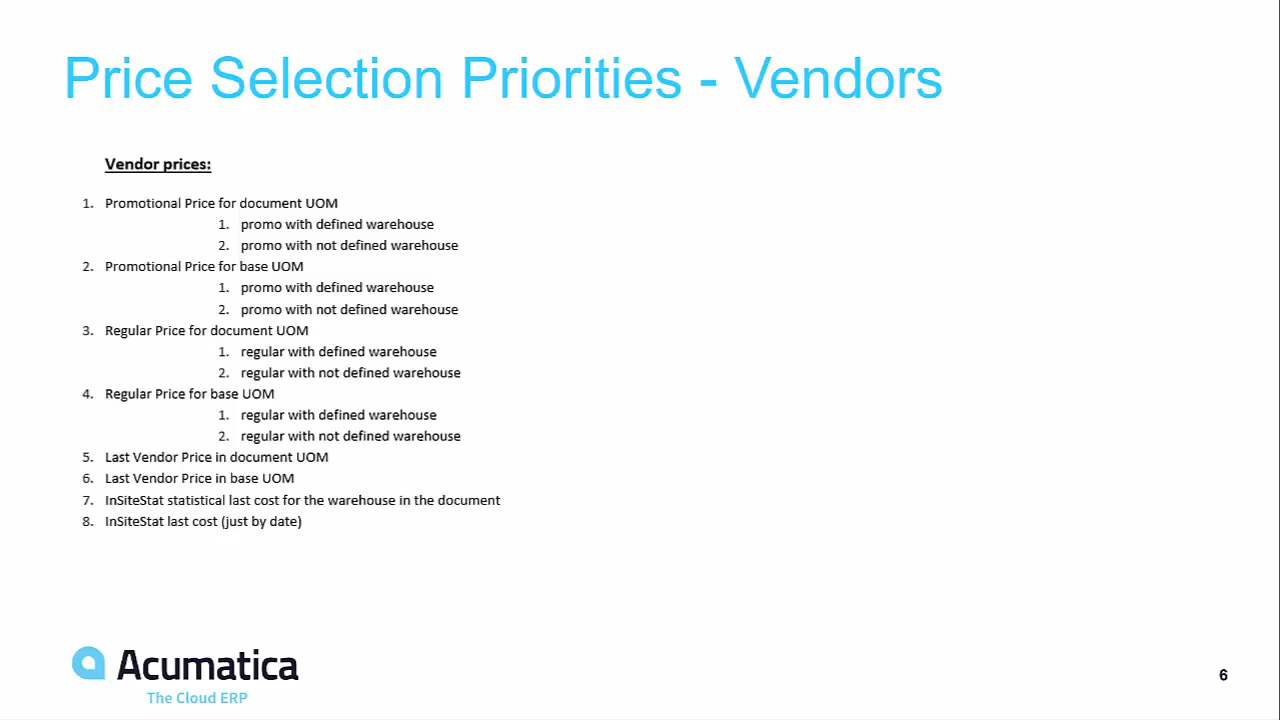 Price Selection Priorities - Vendors
Vendor prices:
1. Promotional Price for document UOM
1. promo with defined warehouse
2. promo with not defined warehouse
2. Promotional Price for base UOM
1. promo with defined warehouse
2. promo with not defined warehouse
3. Regular Price for document UOM
1. regular with defined warehouse
2. regular with not defined warehouse
4. Regular Price for base UOM
1. regular with defined warehouse
2. regular with not defined warehouse
5. Last Vendor Price in document UOM
6. Last Vendor Price in base UOM
7. InSiteStat statistical last cost for the warehouse in the document
8. InSiteStat last cost (just by date)
Acumatica
The Cloud ERP
6